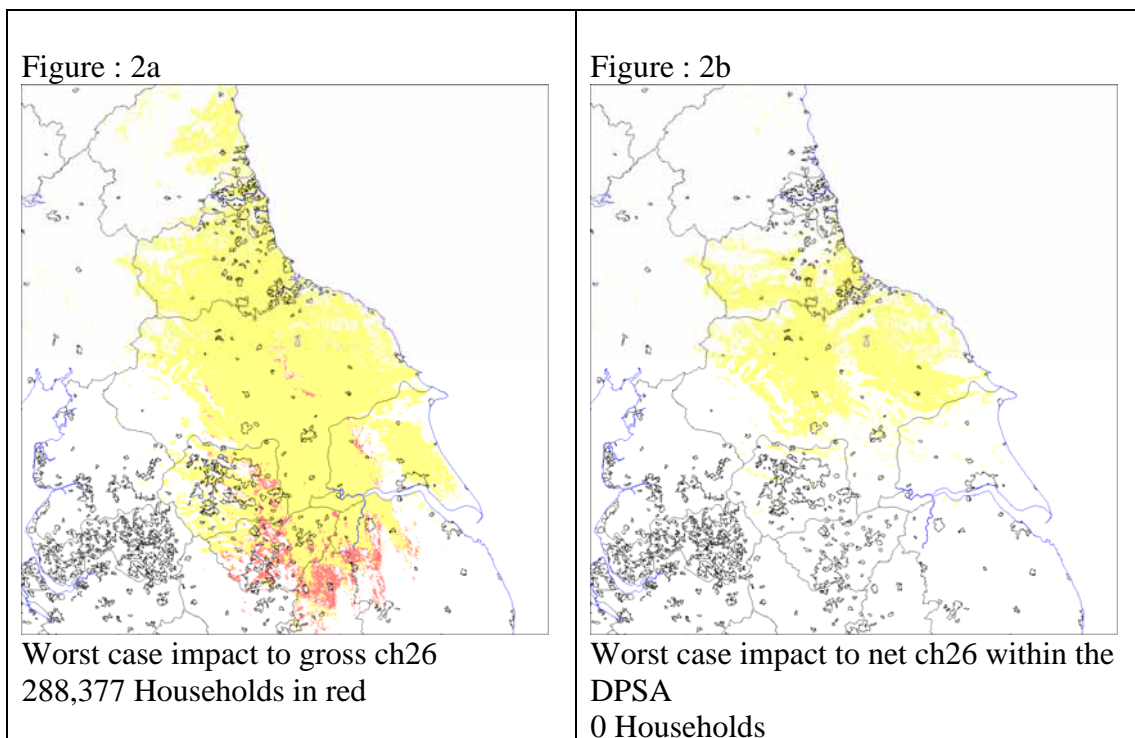 Figure : 2a
Worst case impact to gross ch26
288,377 Households in red
Figure : 2b
Worst case impact to net ch26 within the
DPSA
0 Households